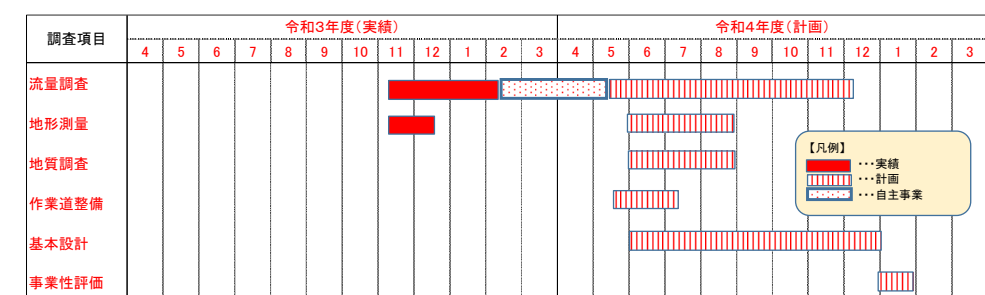 調査項目
令和3年度(実績)
令和4年度(計画)
4 5 6 7 8 9 10 11 12 1 2 3 4 5 6 7 8 9 10 11 12 1 2 3
流量調査
地形測量
地質調査
作業道整備
基本設計
事業性評価
【凡例】
・・・実績
・・・計画
・・・自主事業